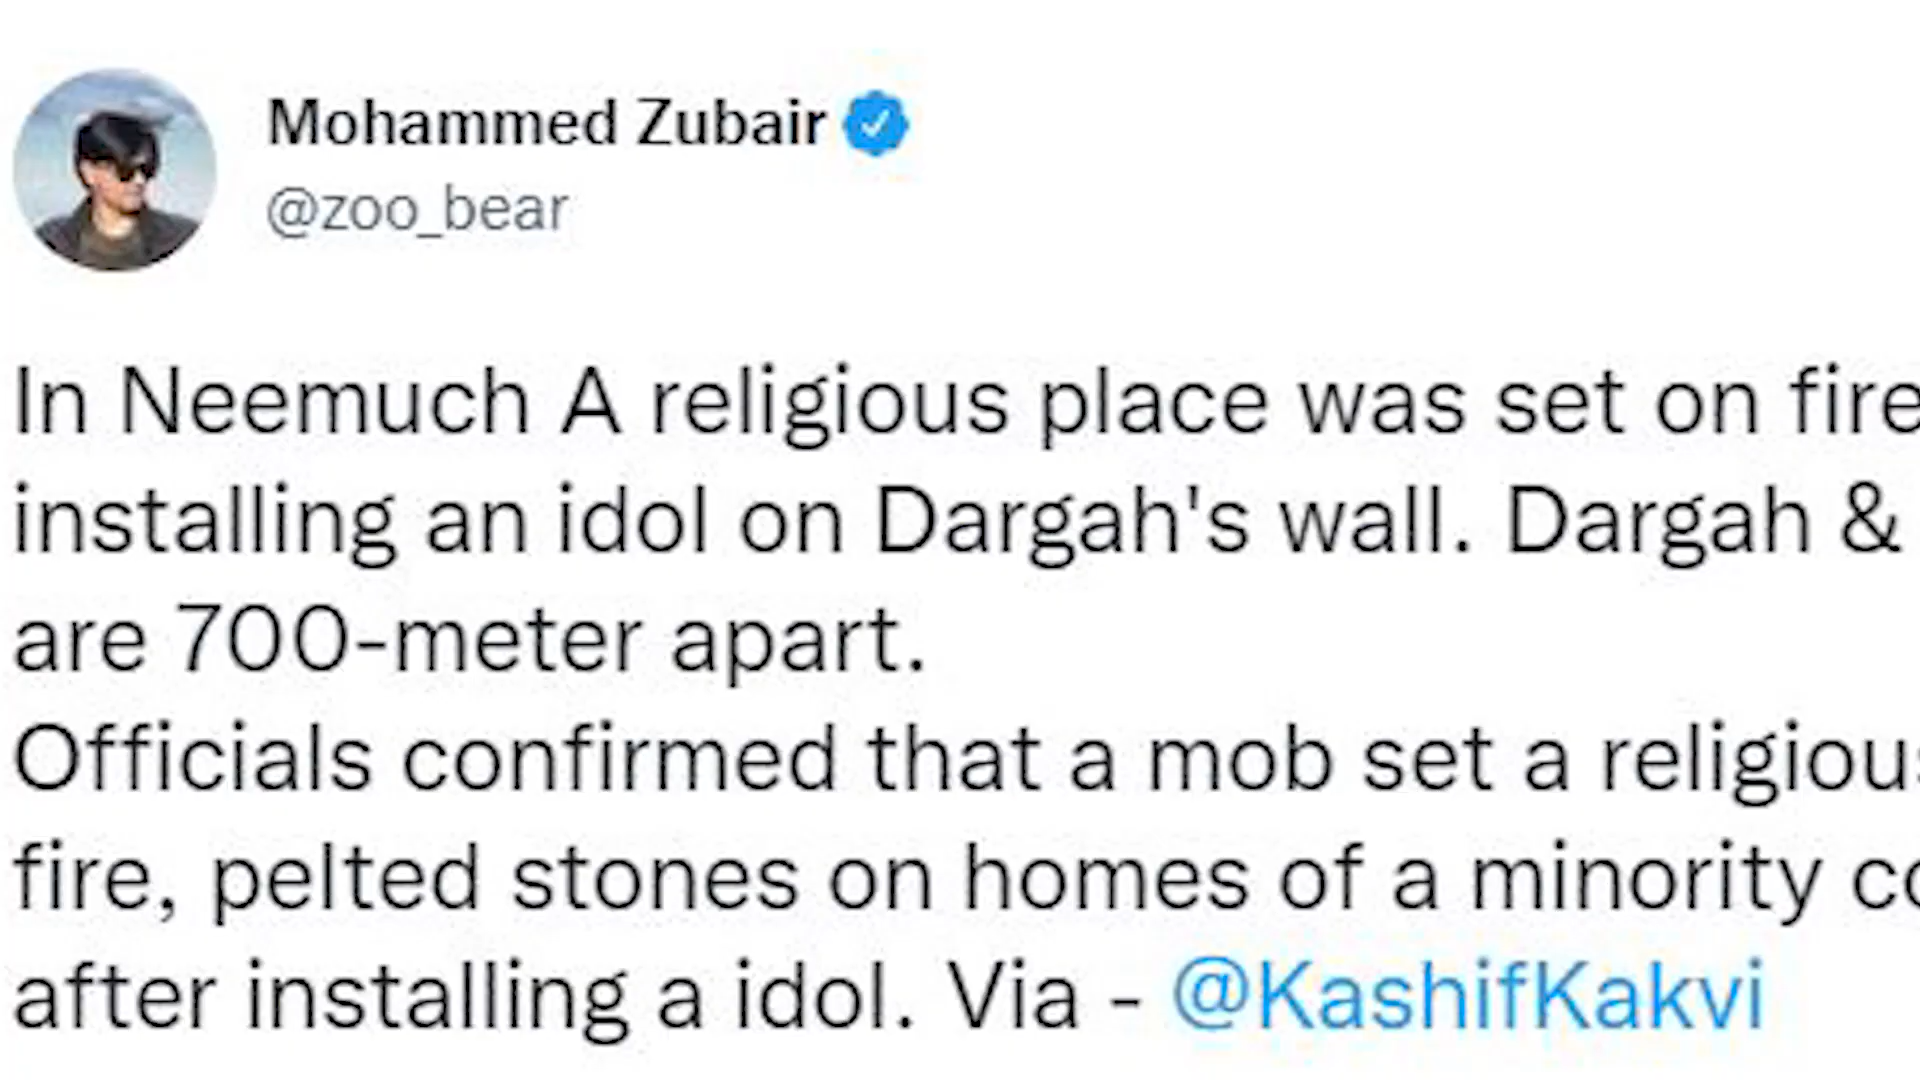 Mohammed Zubair
@zoo_bear
In Neemuch A religious place was set on fire
installing an idol on Dargah's wall. Dargah &
are 700-meter apart.
Officials confirmed that a mob set a religious
fire, pelted stones on homes of a minority
after installing a idol. Via - @KashifKakvi